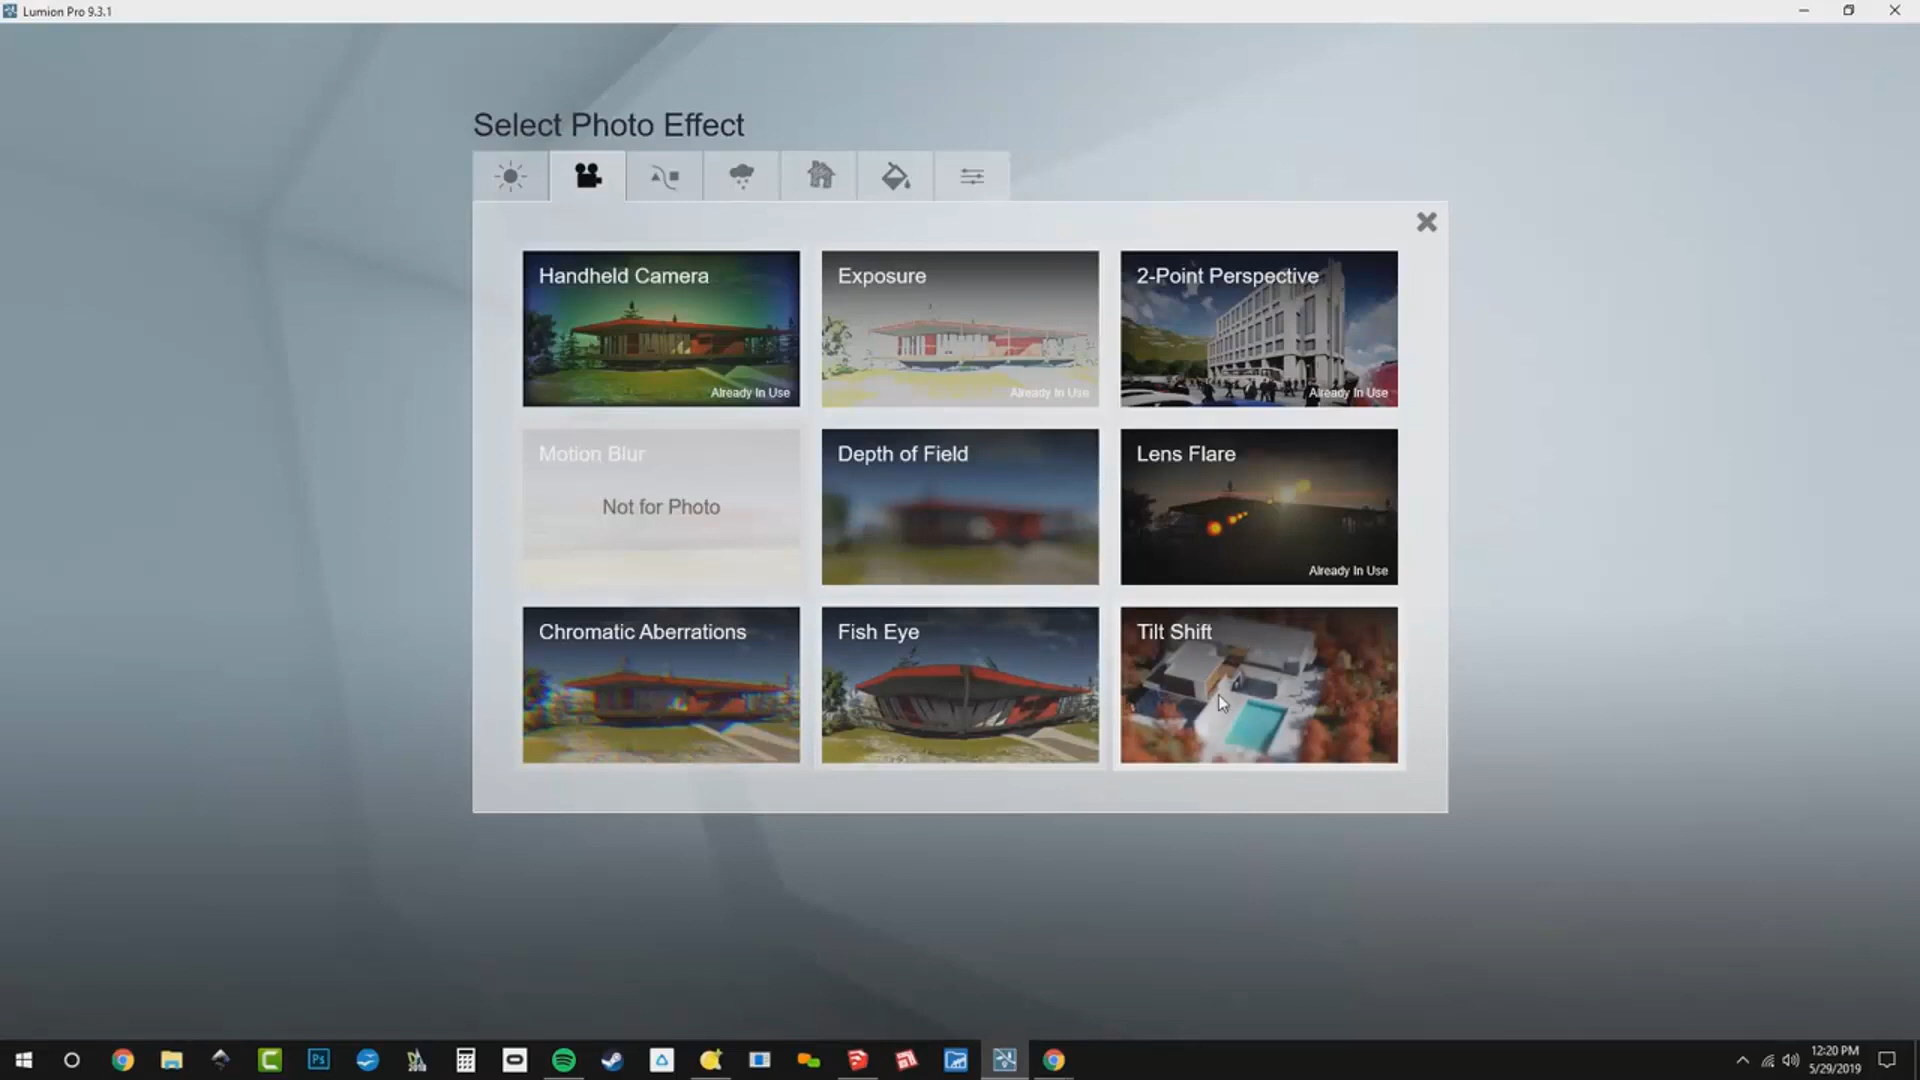 Lumion Pro 9.3.1
Select Photo Effect
Handheld Camera
Already In Use
Exposure
Already In Use
2-Point Perspective
Already In Use
Motion Blur
Not for Photo
Depth of Field
Lens Flare
Already In Use
Chromatic Aberrations
Fish Eye
Tilt Shift
Ps
12:20 PM
5/29/2019